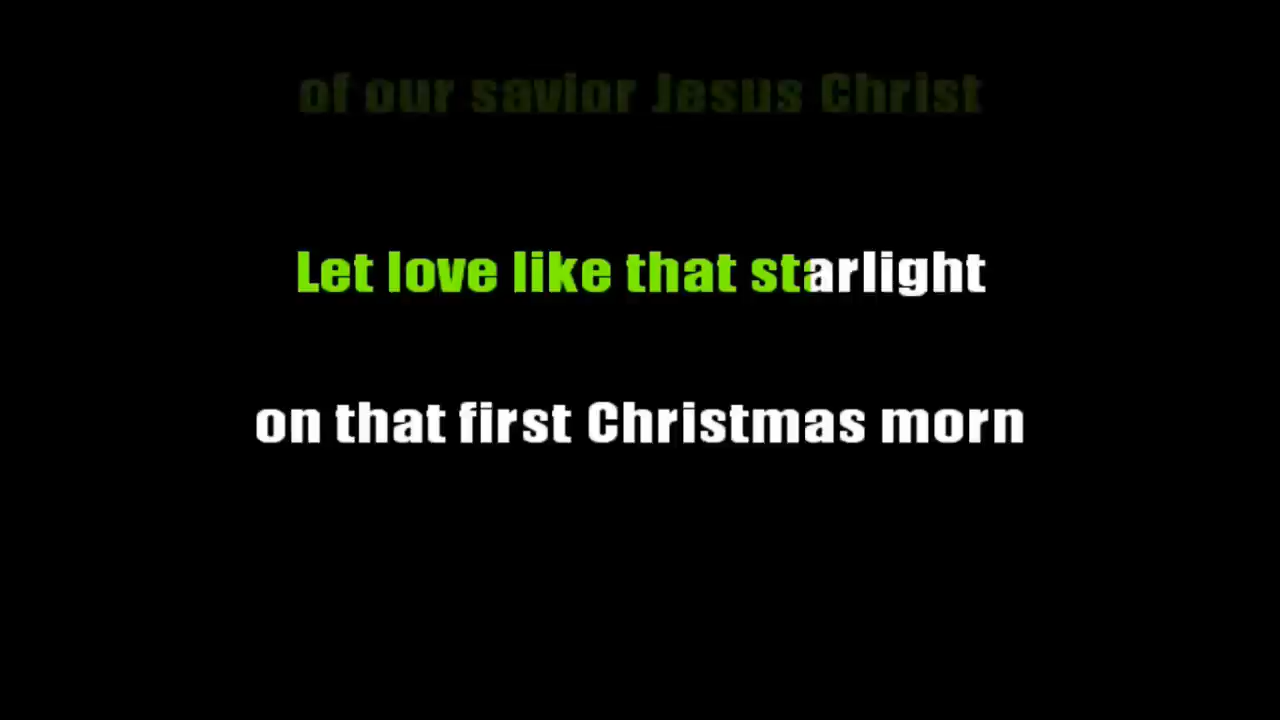 of our savior Jesus Christ
Let love like that starlight
on that first Christmas morn